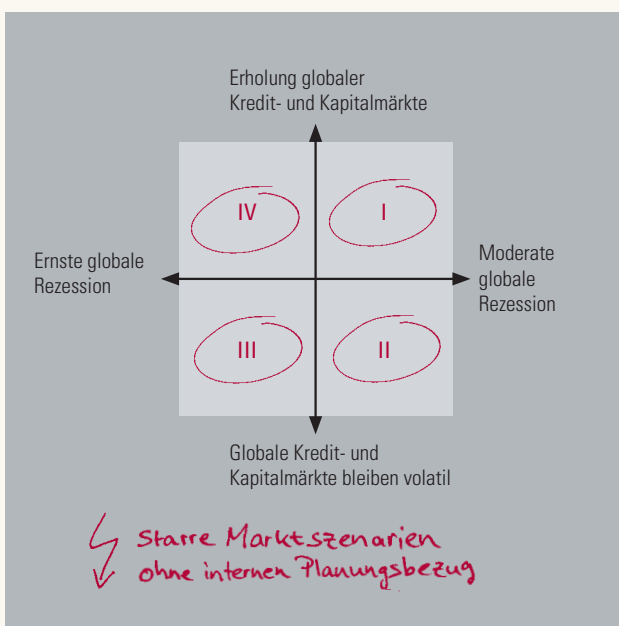 Erholung globaler
Kredit- und Kapitalmärkte
IV
I
Ernste globale
Rezession
Moderate
globale
Rezession
III
II
Globale Kredit- und
Kapitalmärkte bleiben volatil
Starre Marktszenarien
ohne internen Planungsbezug